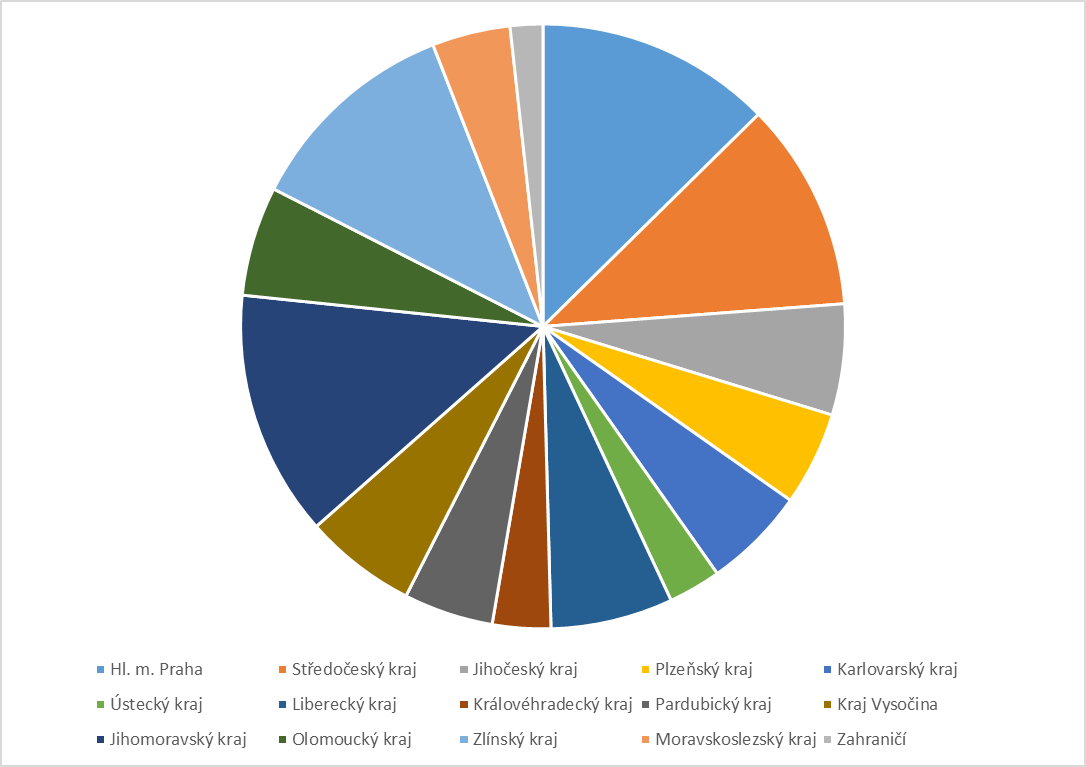 Hl. m. Praha Středočeský kraj Jihočeský kraj Plzeňský kraj Karlovarský kraj
Ústecký kraj Liberecký kraj Královéhradecký kraj Pardubický kraj Kraj Vysočina
Jihomoravský kraj Olomoucký kraj Zlínský kraj Moravskoslezský kraj Zahraničí